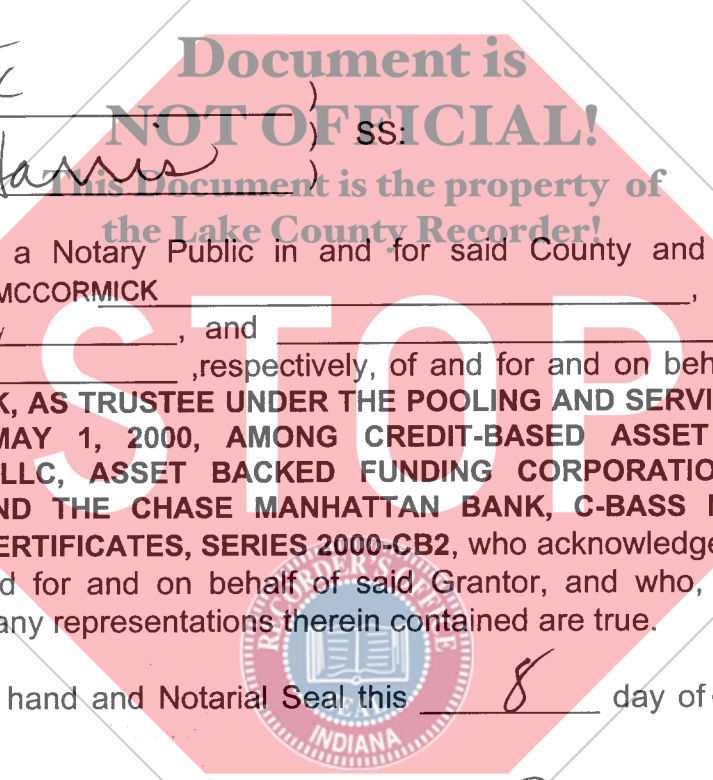 Document is
NOT OFFICIAL!
) SS:
Harris )
This Document is the property of
the Lake County Recorder!
a Notary Public in and for said County and
MCCORMICK ,
, and
,respectively, of and for and on beh
K, AS TRUSTEE UNDER THE POOLING AND SERVI
MAY 1, 2000, AMONG CREDIT-BASED ASSET
LLC, ASSET BACKED FUNDING CORPORATIO
ND THE CHASE MANHATTAN BANK, C-BASS
ERTIFICATES, SERIES 2000-CB2, who acknowledge
d for and on behalf of said Grantor, and who,
any representations therein contained are true.
hand and Notarial Seal this 8 day of
STOP
RECORDER'S OFFICE
SEAL
INDIANA